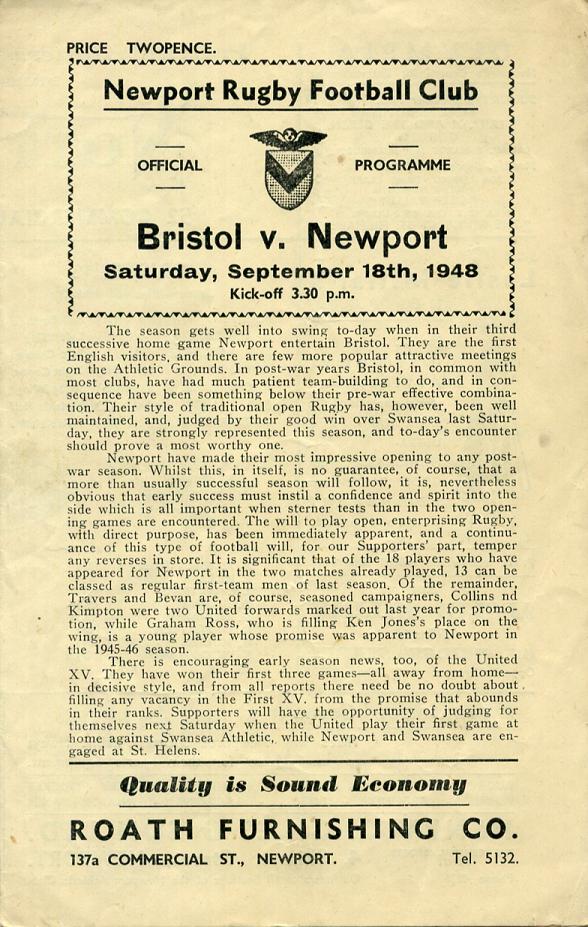 PRICE TWOPENCE.
Newport Rugby Football Club
OFFICIAL PROGRAMME
Bristol v. Newport
Saturday, September 18th, 1948
Kick-off 3.30 p.m.
The season gets well into swing to-day when in their third
successive home game Newport entertain Bristol. They are the first
English visitors, and there are few more popular attractive meetings
on the Athletic Grounds. In post-war years Bristol, in common with
most clubs, have had much patient team-building to do, and in con-
sequence have been something below their pre-war effective combina-
tion. Their style of traditional open Rugby has, however, been well
maintained, and, judged by their good win over Swansea last Satur-
day, they are strongly represented this season, and to-day's encounter
should prove a most worthy one.
Newport have made their most impressive opening to any post-
war season. Whilst this, in itself, is no guarantee, of course, that a
more than usually successful season will follow, it is, nevertheless
obvious that early success must instil a confidence and spirit into the
side which is all important when sterner tests than in the two open-
ing games are encountered. The will to play open, enterprising Rugby,
with direct purpose, has been immediately apparent, and a continu-
ance of this type of football will, for our Supporters' part, temper
any reverses in store. It is significant that of the 18 players who have
appeared for Newport in the two matches already played, 13 can be
classed as regular first-team men of last season. Of the remainder,
Travers and Bevan are, of course, seasoned campaigners, Collins nd
Kimpton were two United forwards marked out last year for promo-
tion, while Graham Ross, who is filling Ken Jones's place on the
wing, is a young player whose promise was apparent to Newport in
the 1945-46 season.
There is encouraging early season news, too, of the United
XV. They have won their first three games—all away from home—
in decisive style, and from all reports there need be no doubt about
filling any vacancy in the First XV. from the promise that abounds
in their ranks. Supporters will have the opportunity of judging for
themselves next Saturday when the United play their first game at
home against Swansea Athletic, while Newport and Swansea are en-
gaged at St. Helens.
Quality is Sound Economy
ROATH FURNISHING CO.
137a COMMERCIAL ST., NEWPORT. Tel. 5132.